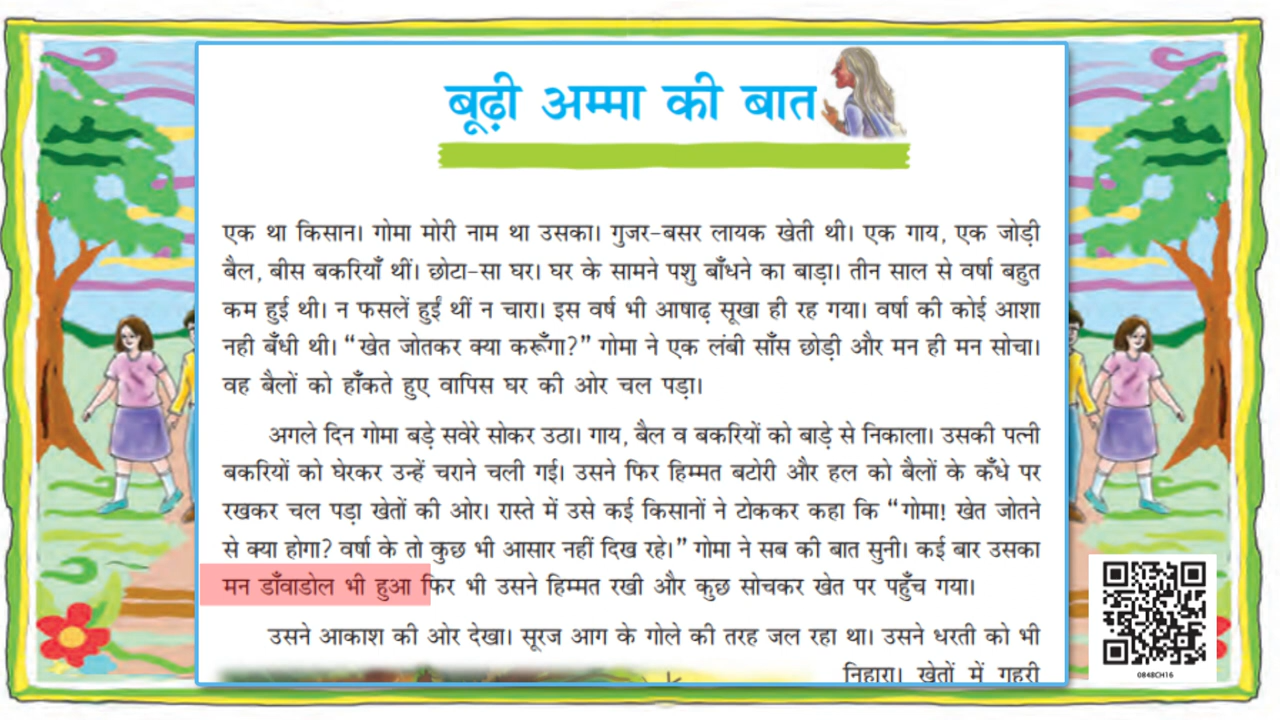 बूढ़ी अम्मा की बात
एक था किसान। गोमा मोरी नाम था उसका। गुजर-बसर लायक खेती थी। एक गाय, एक जोड़ी
बैल, बीस बकरियाँ थीं। छोटा-सा घर। घर के सामने पशु बाँधने का बाड़ा। तीन साल से वर्षा बहुत
कम हुई थी। न फसलें हुईं थीं न चारा। इस वर्ष भी आषाढ़ सूखा ही रह गया। वर्षा की कोई आशा
नही बँधी थी। “खेत जोतकर क्या करूँगा?” गोमा ने एक लंबी साँस छोड़ी और मन ही मन सोचा।
वह बैलों को हाँकते हुए वापिस घर की ओर चल पड़ा।
अगले दिन गोमा बड़े सवेरे सोकर उठा। गाय, बैल व बकरियों को बाड़े से निकाला। उसकी पत्नी
बकरियों को घेरकर उन्हें चराने चली गई। उसने फिर हिम्मत बटोरी और हल को बैलों के कँधे पर
रखकर चल पड़ा खेतों की ओर। रास्ते में उसे कई किसानों ने टोककर कहा कि “गोमा! खेत जोतने
से क्या होगा? वर्षा के तो कुछ भी आसार नहीं दिख रहे।” गोमा ने सब की बात सुनी। कई बार उसका
मन डाँवाडोल भी हुआ फिर भी उसने हिम्मत रखी और कुछ सोचकर खेत पर पहुँच गया।
उसने आकाश की ओर देखा। सूरज आग के गोले की तरह जल रहा था। उसने धरती को भी
निहारा। खेतों में गहरी
0848CH16